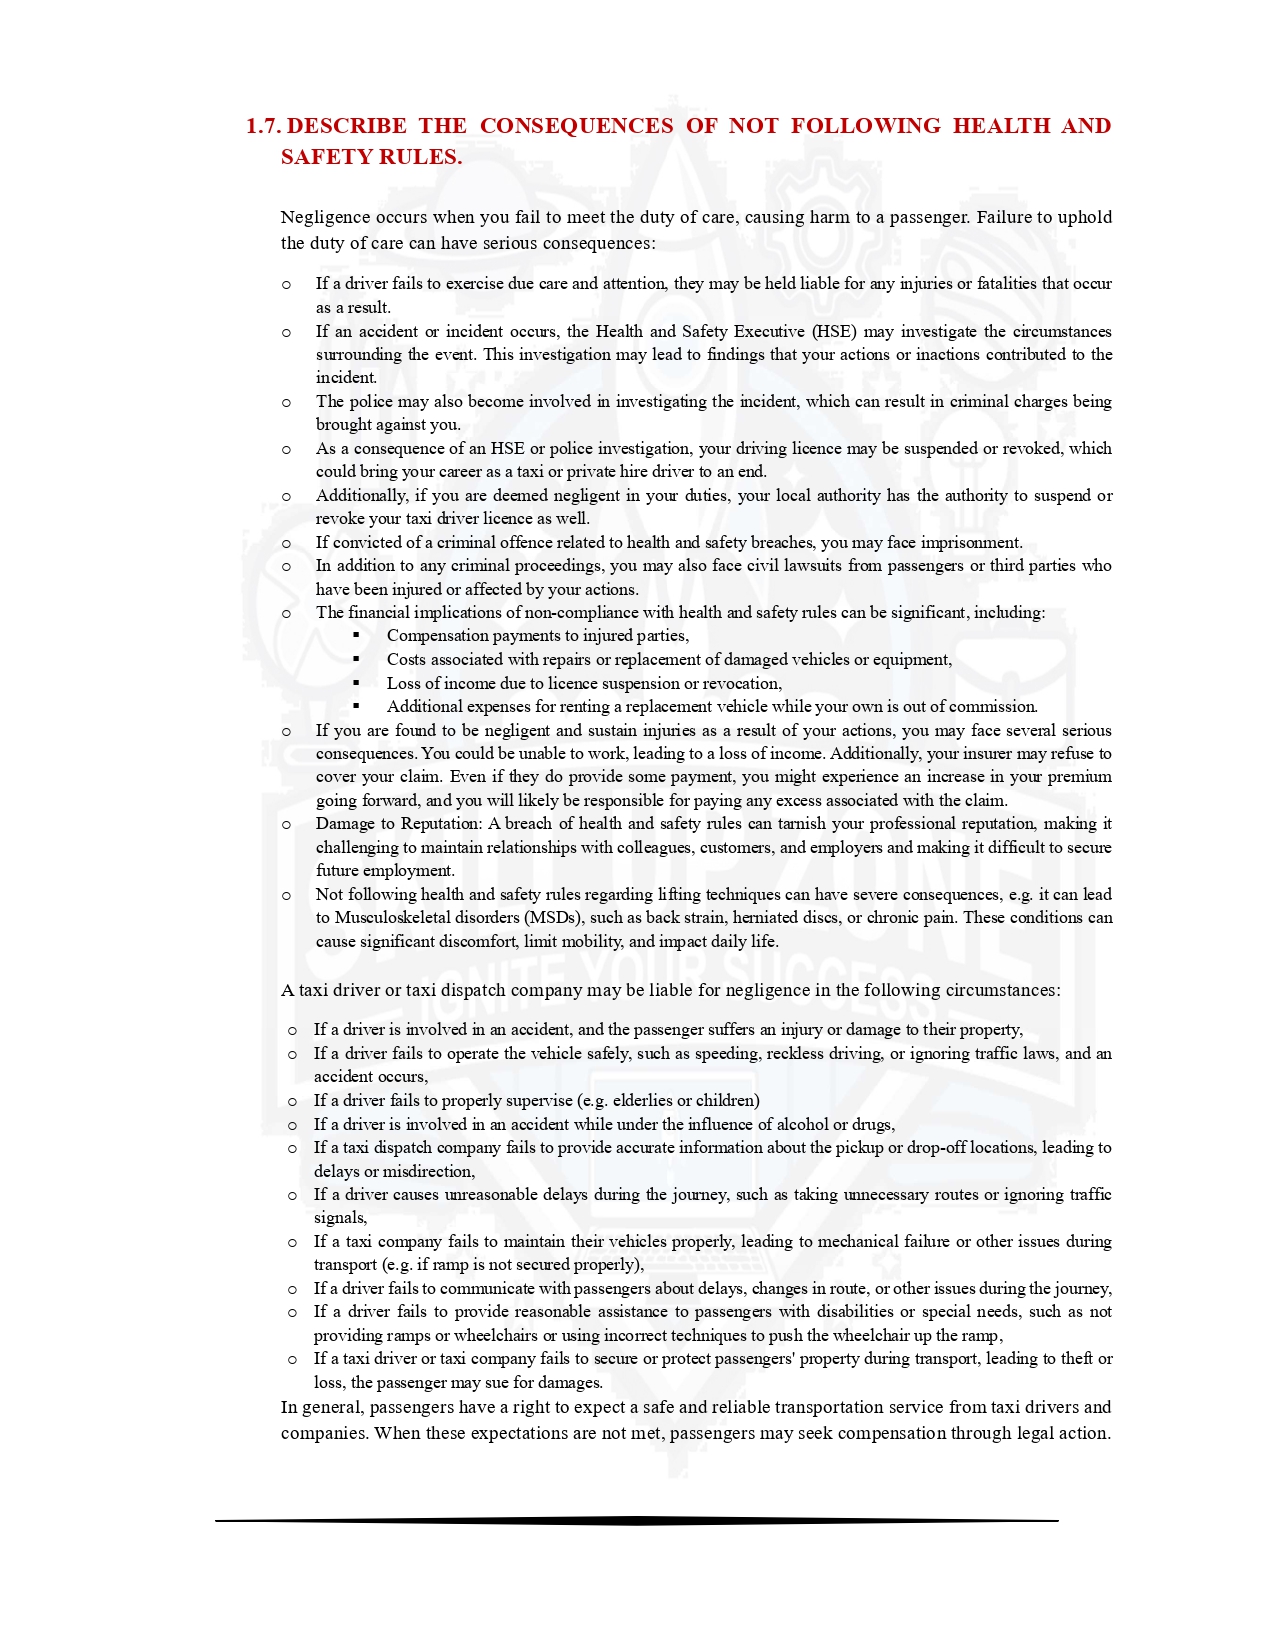 1.7. DESCRIBE THE CONSEQUENCES OF NOT FOLLOWING HEALTH AND
SAFETY RULES.
Negligence occurs when you fail to meet the duty of care, causing harm to a passenger. Failure to uphold
the duty of care can have serious consequences:
o If a driver fails to exercise due care and attention, they may be held liable for any injuries or fatalities that occur
as a result.
o If an accident or incident occurs, the Health and Safety Executive (HSE) may investigate the circumstances
surrounding the event. This investigation may lead to findings that your actions or inactions contributed to the
incident.
o The police may also become involved in investigating the incident, which can result in criminal charges being
brought against you.
o As a consequence of an HSE or police investigation, your driving licence may be suspended or revoked, which
could bring your career as a taxi or private hire driver to an end.
o Additionally, if you are deemed negligent in your duties, your local authority has the authority to suspend or
revoke your taxi driver licence as well.
o If convicted of a criminal offence related to health and safety breaches, you may face imprisonment.
o In addition to any criminal proceedings, you may also face civil lawsuits from passengers or third parties who
have been injured or affected by your actions.
o The financial implications of non-compliance with health and safety rules can be significant, including:
▪ Compensation payments to injured parties,
▪ Costs associated with repairs or replacement of damaged vehicles or equipment,
▪ Loss of income due to licence suspension or revocation,
▪ Additional expenses for renting a replacement vehicle while your own is out of commission.
o If you are found to be negligent and sustain injuries as a result of your actions, you may face several serious
consequences. You could be unable to work, leading to a loss of income. Additionally, your insurer may refuse to
cover your claim. Even if they do provide some payment, you might experience an increase in your premium
going forward, and you will likely be responsible for paying any excess associated with the claim.
o Damage to Reputation: A breach of health and safety rules can tarnish your professional reputation, making it
challenging to maintain relationships with colleagues, customers, and employers and making it difficult to secure
future employment.
o Not following health and safety rules regarding lifting techniques can have severe consequences, e.g. it can lead
to Musculoskeletal disorders (MSDs), such as back strain, herniated discs, or chronic pain. These conditions can
cause significant discomfort, limit mobility, and impact daily life.
IGNITE YOUR SUCCESS
A taxi driver or taxi dispatch company may be liable for negligence in the following circumstances:
o If a driver is involved in an accident, and the passenger suffers an injury or damage to their property,
o If a driver fails to operate the vehicle safely, such as speeding, reckless driving, or ignoring traffic laws, and an
accident occurs,
o If a driver fails to properly supervise (e.g. elderlies or children)
o If a driver is involved in an accident while under the influence of alcohol or drugs,
o If a taxi dispatch company fails to provide accurate information about the pickup or drop-off locations, leading to
delays or misdirection,
o If a driver causes unreasonable delays during the journey, such as taking unnecessary routes or ignoring traffic
signals,
o If a taxi company fails to maintain their vehicles properly, leading to mechanical failure or other issues during
transport (e.g. if ramp is not secured properly),
o If a driver fails to communicate with passengers about delays, changes in route, or other issues during the journey,
o If a driver fails to provide reasonable assistance to passengers with disabilities or special needs, such as not
providing ramps or wheelchairs or using incorrect techniques to push the wheelchair up the ramp,
o If a taxi driver or taxi company fails to secure or protect passengers' property during transport, leading to theft or
loss, the passenger may sue for damages.
In general, passengers have a right to expect a safe and reliable transportation service from taxi drivers and
companies. When these expectations are not met, passengers may seek compensation through legal action.